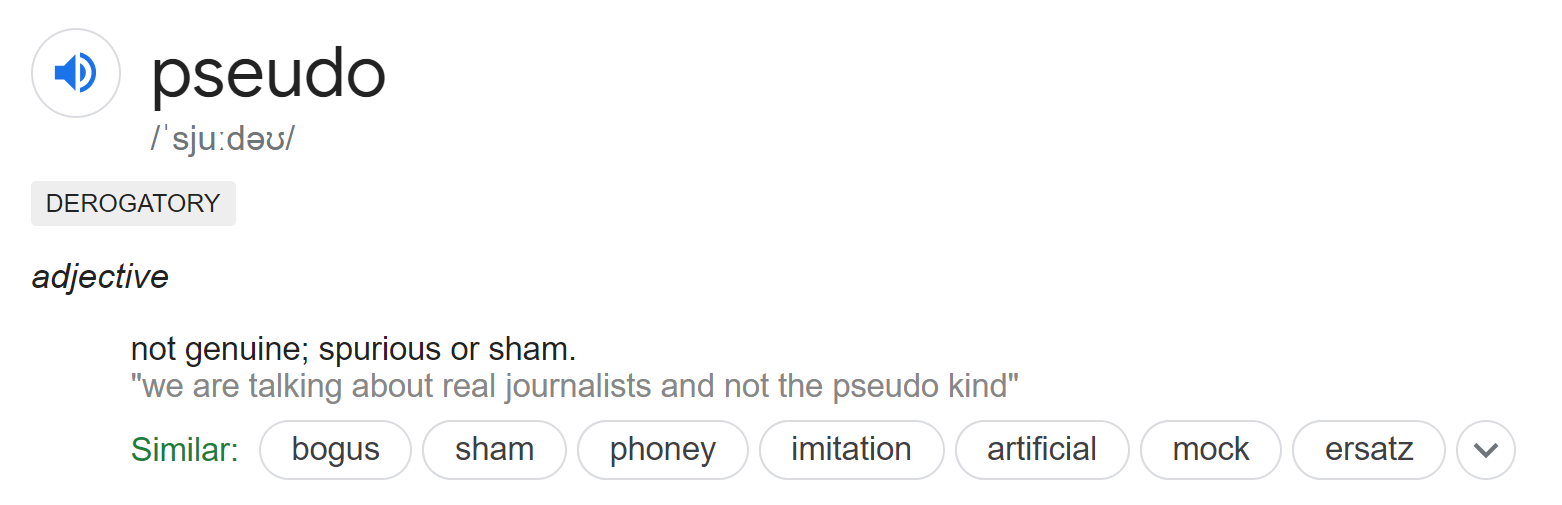 pseudo
/ˈsjuːdəʊ/
DEROGATORY
adjective
not genuine; spurious or sham.
"we are talking about real journalists and not the pseudo kind"
Similar: bogus sham phoney imitation artificial mock ersatz